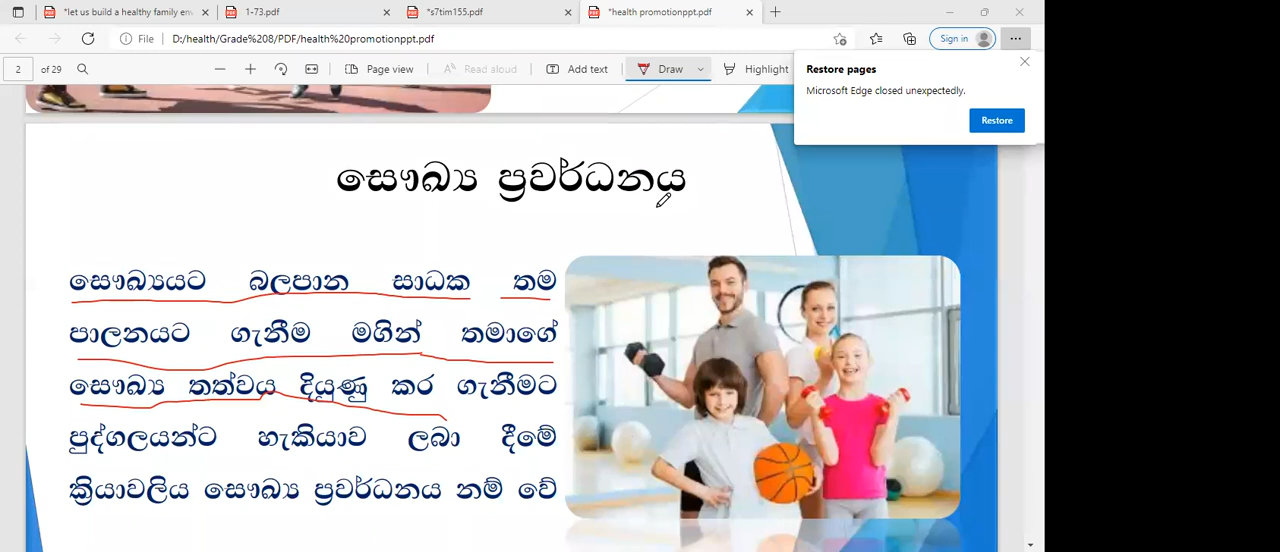 *let us build a healthy family env
1-73.pdf
*s7tim155.pdf
*health promotionppt.pdf
File D:/health/Grade%208/PDF/health%20promotionppt.pdf
Sign in
2 of 29
Page view
Read aloud
Add text
Draw
Highlight
Restore pages
Microsoft Edge closed unexpectedly.
Restore
සෞඛ්‍ය ප්‍රවර්ධනය
සෞඛ්‍යයට බලපාන සාධක තම
පාලනයට ගැනීම මගින් තමාගේ
සෞඛ්‍ය තත්වය දියුණු කර ගැනීමට
පුද්ගලයන්ට හැකියාව ලබා දීමේ
ක්‍රියාවලිය සෞඛ්‍ය ප්‍රවර්ධනය නම් වේ